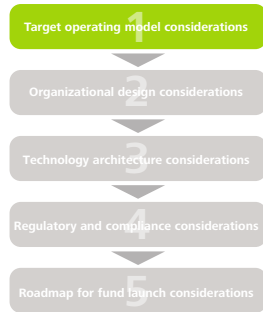 1
Target operating model considerations
2
Organizational design considerations
3
Technology architecture considerations
4
Regulatory and compliance considerations
5
Roadmap for fund launch considerations